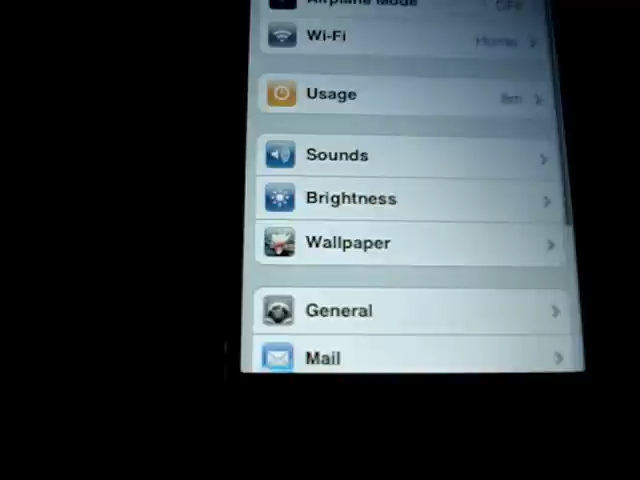 Airplane Mode OFF
Wi-Fi Home
Usage 8m
Sounds
Brightness
Wallpaper
General
Mail